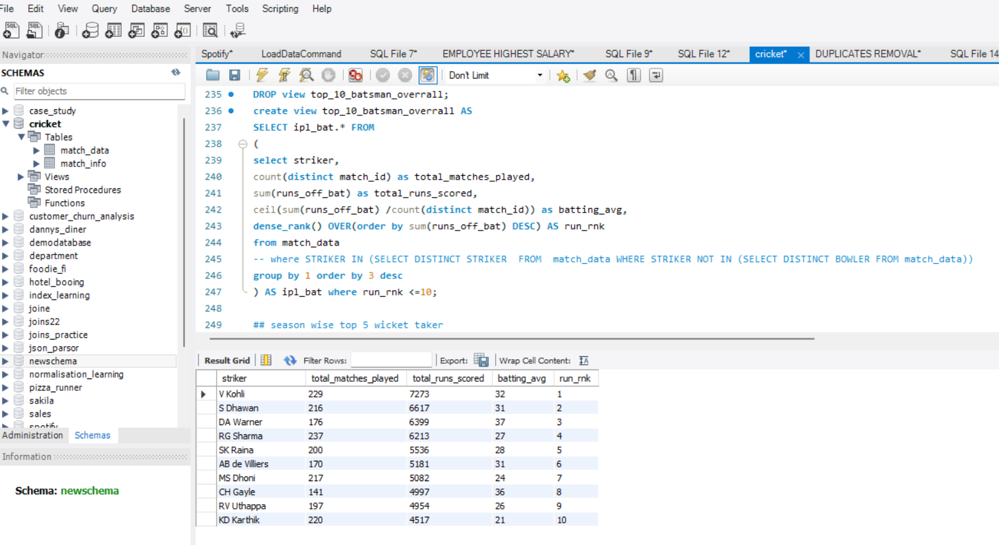 File Edit View Query Database Server Tools Scripting Help
SQL SQL
Navigator
SCHEMAS
Filter objects
case_study
cricket
Tables
match_data
match_info
Views
Stored Procedures
Functions
customer_churn_analysis
dannys_diner
demodatabase
department
foodie_fi
hotel_booing
index_learning
joine
joins22
joins_practice
json_parsor
newschema
normalisation_learning
pizza_runner
sakila
sales
spotify
Administration Schemas
Information
Schema: newschema
Spotify* LoadDataCommand SQL File 7* EMPLOYEE HIGHEST SALARY* SQL File 9* SQL File 12* cricket* × DUPLICATES REMOVAL* SQL File 14
Don't Limit
235 DROP view top_10_batsman_overrall;
236 create view top_10_batsman_overrall AS
237 SELECT ipl_bat.* FROM
238 (
239 select striker,
240 count(distinct match_id) as total_matches_played,
241 sum(runs_off_bat) as total_runs_scored,
242 ceil(sum(runs_off_bat) /count(distinct match_id)) as batting_avg,
243 dense_rank() OVER(order by sum(runs_off_bat) DESC) AS run_rnk
244 from match_data
245 -- where STRIKER IN (SELECT DISTINCT STRIKER  FROM  match_data WHERE STRIKER NOT IN (SELECT DISTINCT BOWLER FROM match_data))
246 group by 1 order by 3 desc
247 ) AS ipl_bat where run_rnk <=10;
248
249 ## season wise top 5 wicket taker
Result Grid Filter Rows: Export: Wrap Cell Content: IA
striker total_matches_played total_runs_scored batting_avg run_rnk
V Kohli 229 7273 32 1
S Dhawan 216 6617 31 2
DA Warner 176 6399 37 3
RG Sharma 237 6213 27 4
SK Raina 200 5536 28 5
AB de Villiers 170 5181 31 6
MS Dhoni 217 5082 24 7
CH Gayle 141 4997 36 8
RV Uthappa 197 4954 26 9
KD Karthik 220 4517 21 10